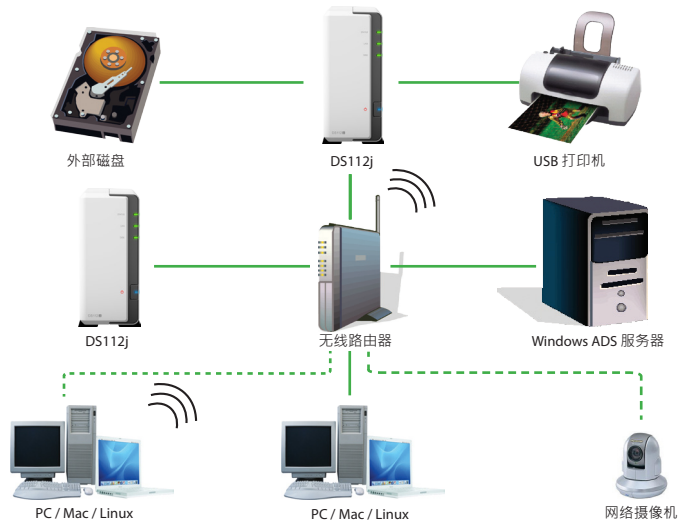 外部磁盘
DS112j
USB 打印机
DS112j
无线路由器
Windows ADS 服务器
PC / Mac / Linux
PC / Mac / Linux
网络摄像机